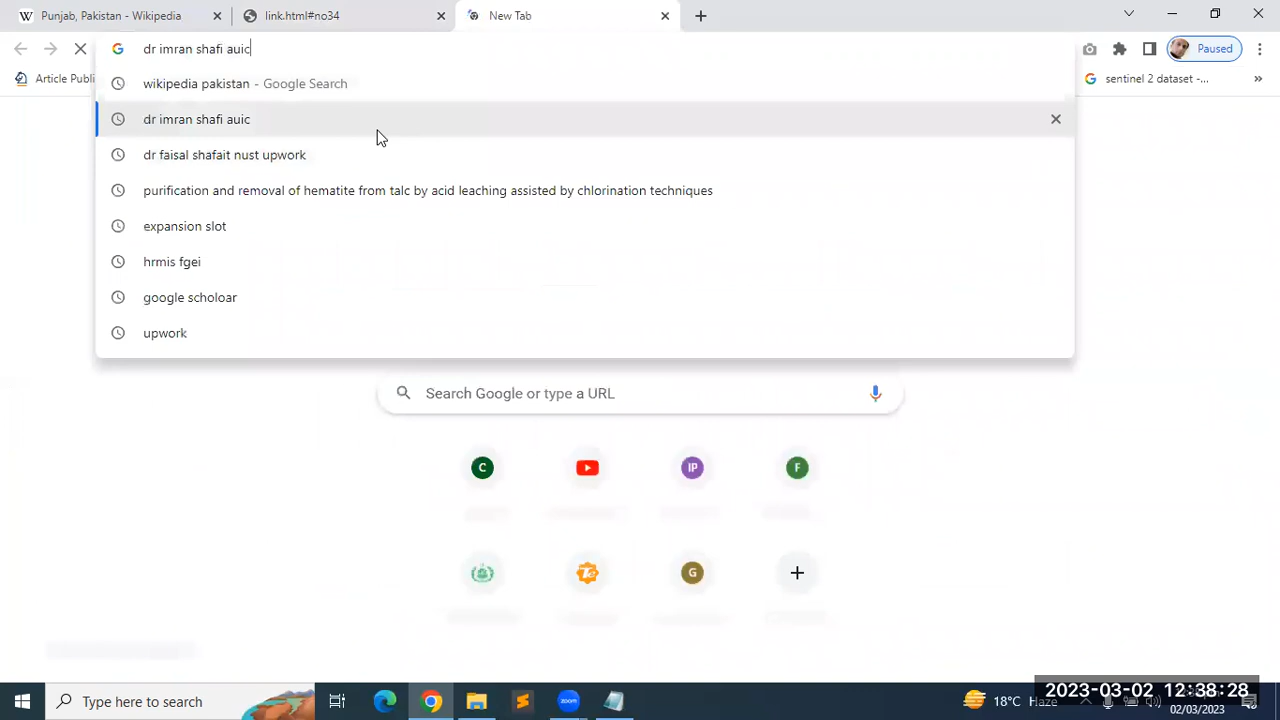 Punjab, Pakistan - Wikipedia
link.html#no34
New Tab
dr imran shafi auic
Paused
Article Publi
sentinel 2 dataset -...
wikipedia pakistan - Google Search
dr imran shafi auic
dr faisal shafait nust upwork
purification and removal of hematite from talc by acid leaching assisted by chlorination techniques
expansion slot
hrmis fgei
google scholoar
upwork
Search Google or type a URL
C
IP
F
G
Type here to search
zoom
18°C Haze
2023-03-02 12:38:28
02/03/2023